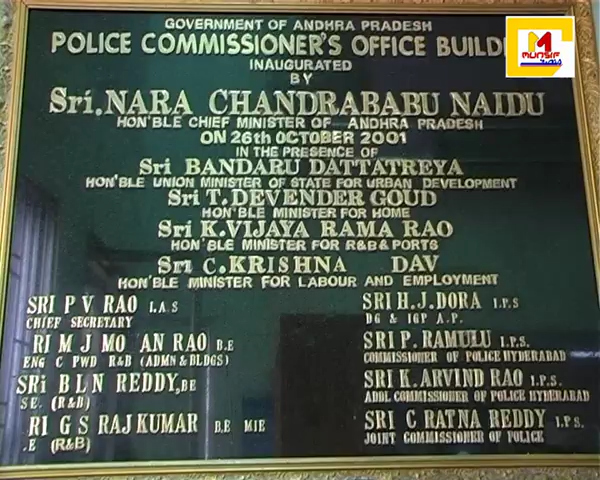 GOVERNMENT OF ANDHRA PRADESH
POLICE COMMISSIONER'S OFFICE BUILD
INAUGURATED
BY
Sri. NARA CHANDRABABU NAIDU
HON'BLE CHIEF MINISTER OF ANDHRA PRADESH
ON 26th OCTOBER 2001
IN THE PRESENCE OF
Sri BANDARU DATTATREYA
HON'BLE UNION MINISTER OF STATE FOR URBAN DEVELOPMENT
Sri T. DEVENDER GOUD
HON'BLE MINISTER FOR HOME
Sri K.VIJAYA RAMA RAO
HON'BLE MINISTER FOR R&B & PORTS
Sri C.KRISHNA DAV
HON'BLE MINISTER FOR LABOUR AND EMPLOYMENT
SRI P V RAO I.A.S
CHIEF SECRETARY
RI M J MO AN RAO B.E
ENG C PWD R&B (ADMN & BLDGS)
SRi B L N REDDY, BE
SE. (R&B)
RI G S RAJ KUMAR B.E MIE
.E (R&B)
SRI H.J.DORA I.P.S
DG & IGP A.P.
SRI P. RAMULU I.P.S.
COMMISSIONER OF POLICE HYDERABAD
SRI K.ARVIND RAO I.P.S.
ADDL COMMISSIONER OF POLICE HYDERABAD
SRI C RATNA REDDY I.P.S.
JOINT COMMISSIONER OF POLICE
M
MUNSIF